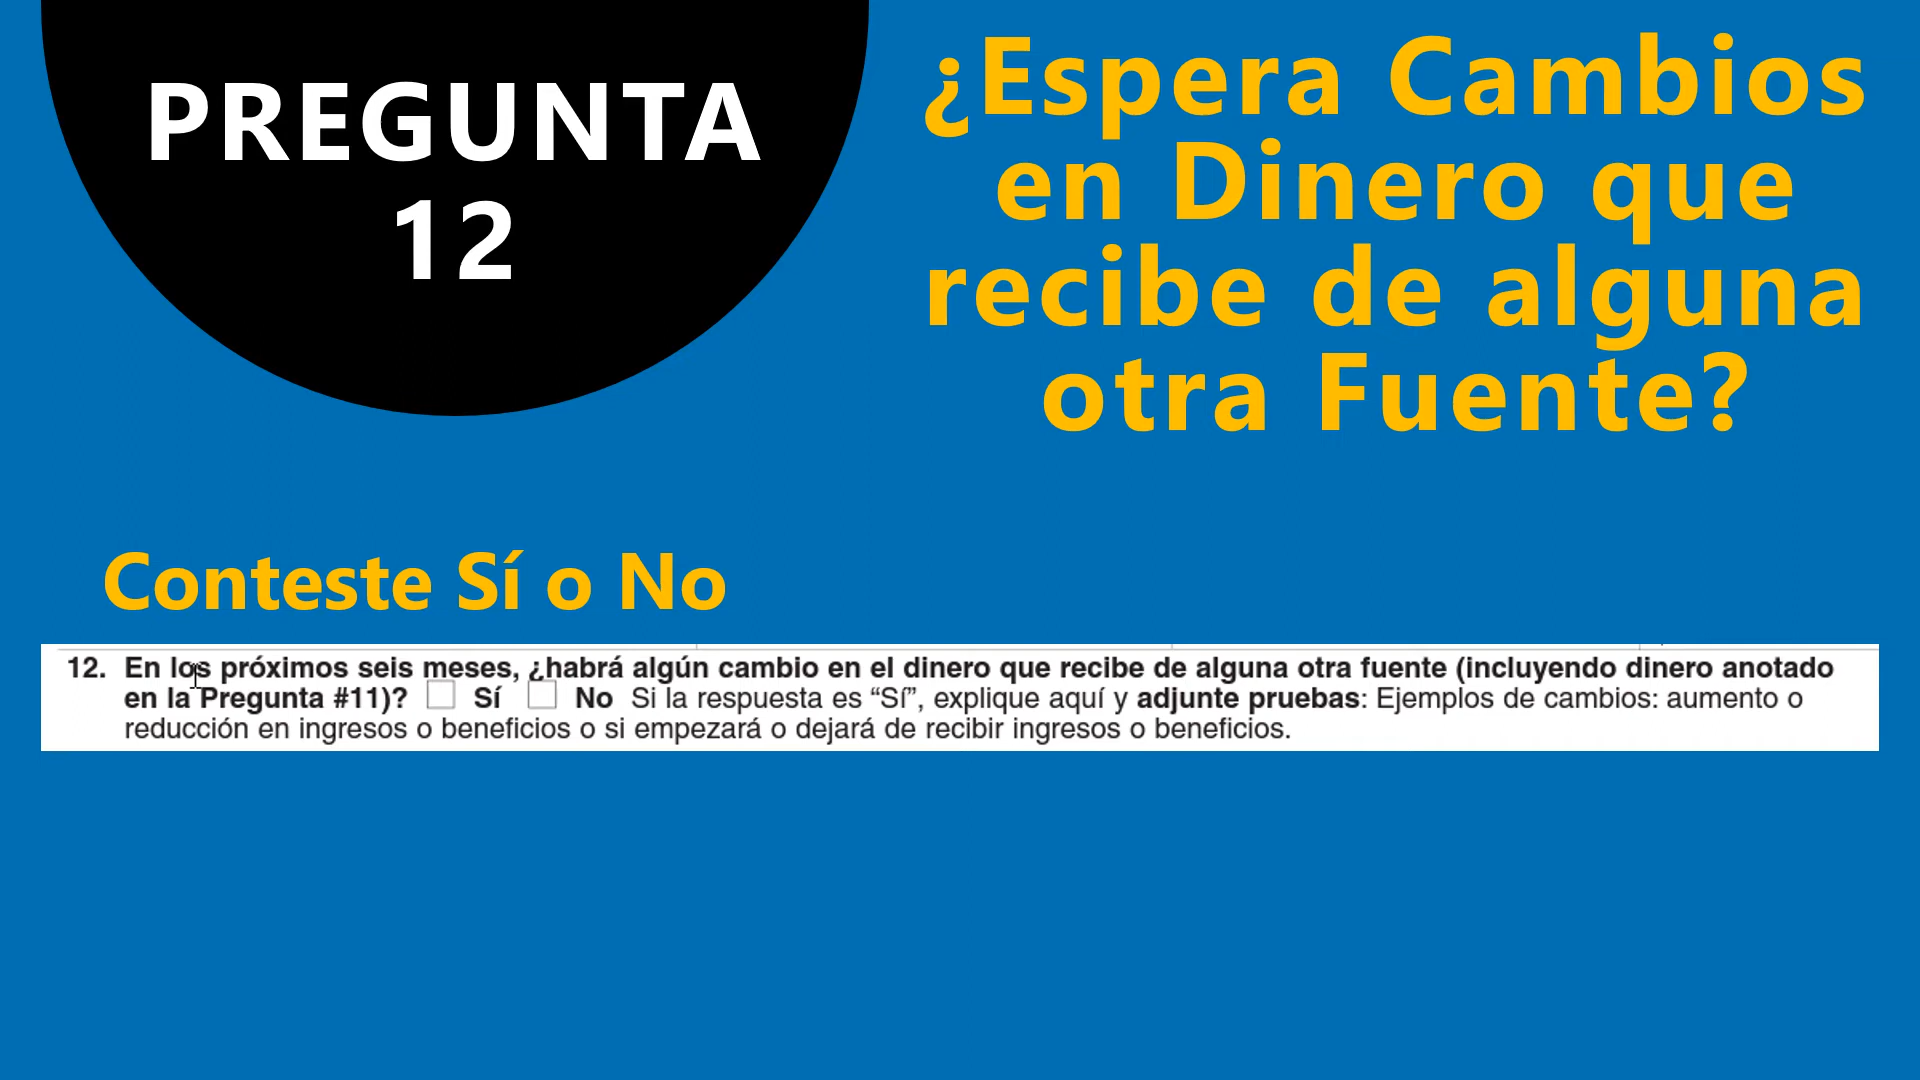 PREGUNTA
12
¿Espera Cambios
en Dinero que
recibe de alguna
otra Fuente?
Conteste Sí o No
12. En los próximos seis meses, ¿habrá algún cambio en el dinero que recibe de alguna otra fuente (incluyendo dinero anotado
en la Pregunta #11)? Sí No Si la respuesta es “Sí”, explique aquí y adjunte pruebas: Ejemplos de cambios: aumento o
reducción en ingresos o beneficios o si empezará o dejará de recibir ingresos o beneficios.